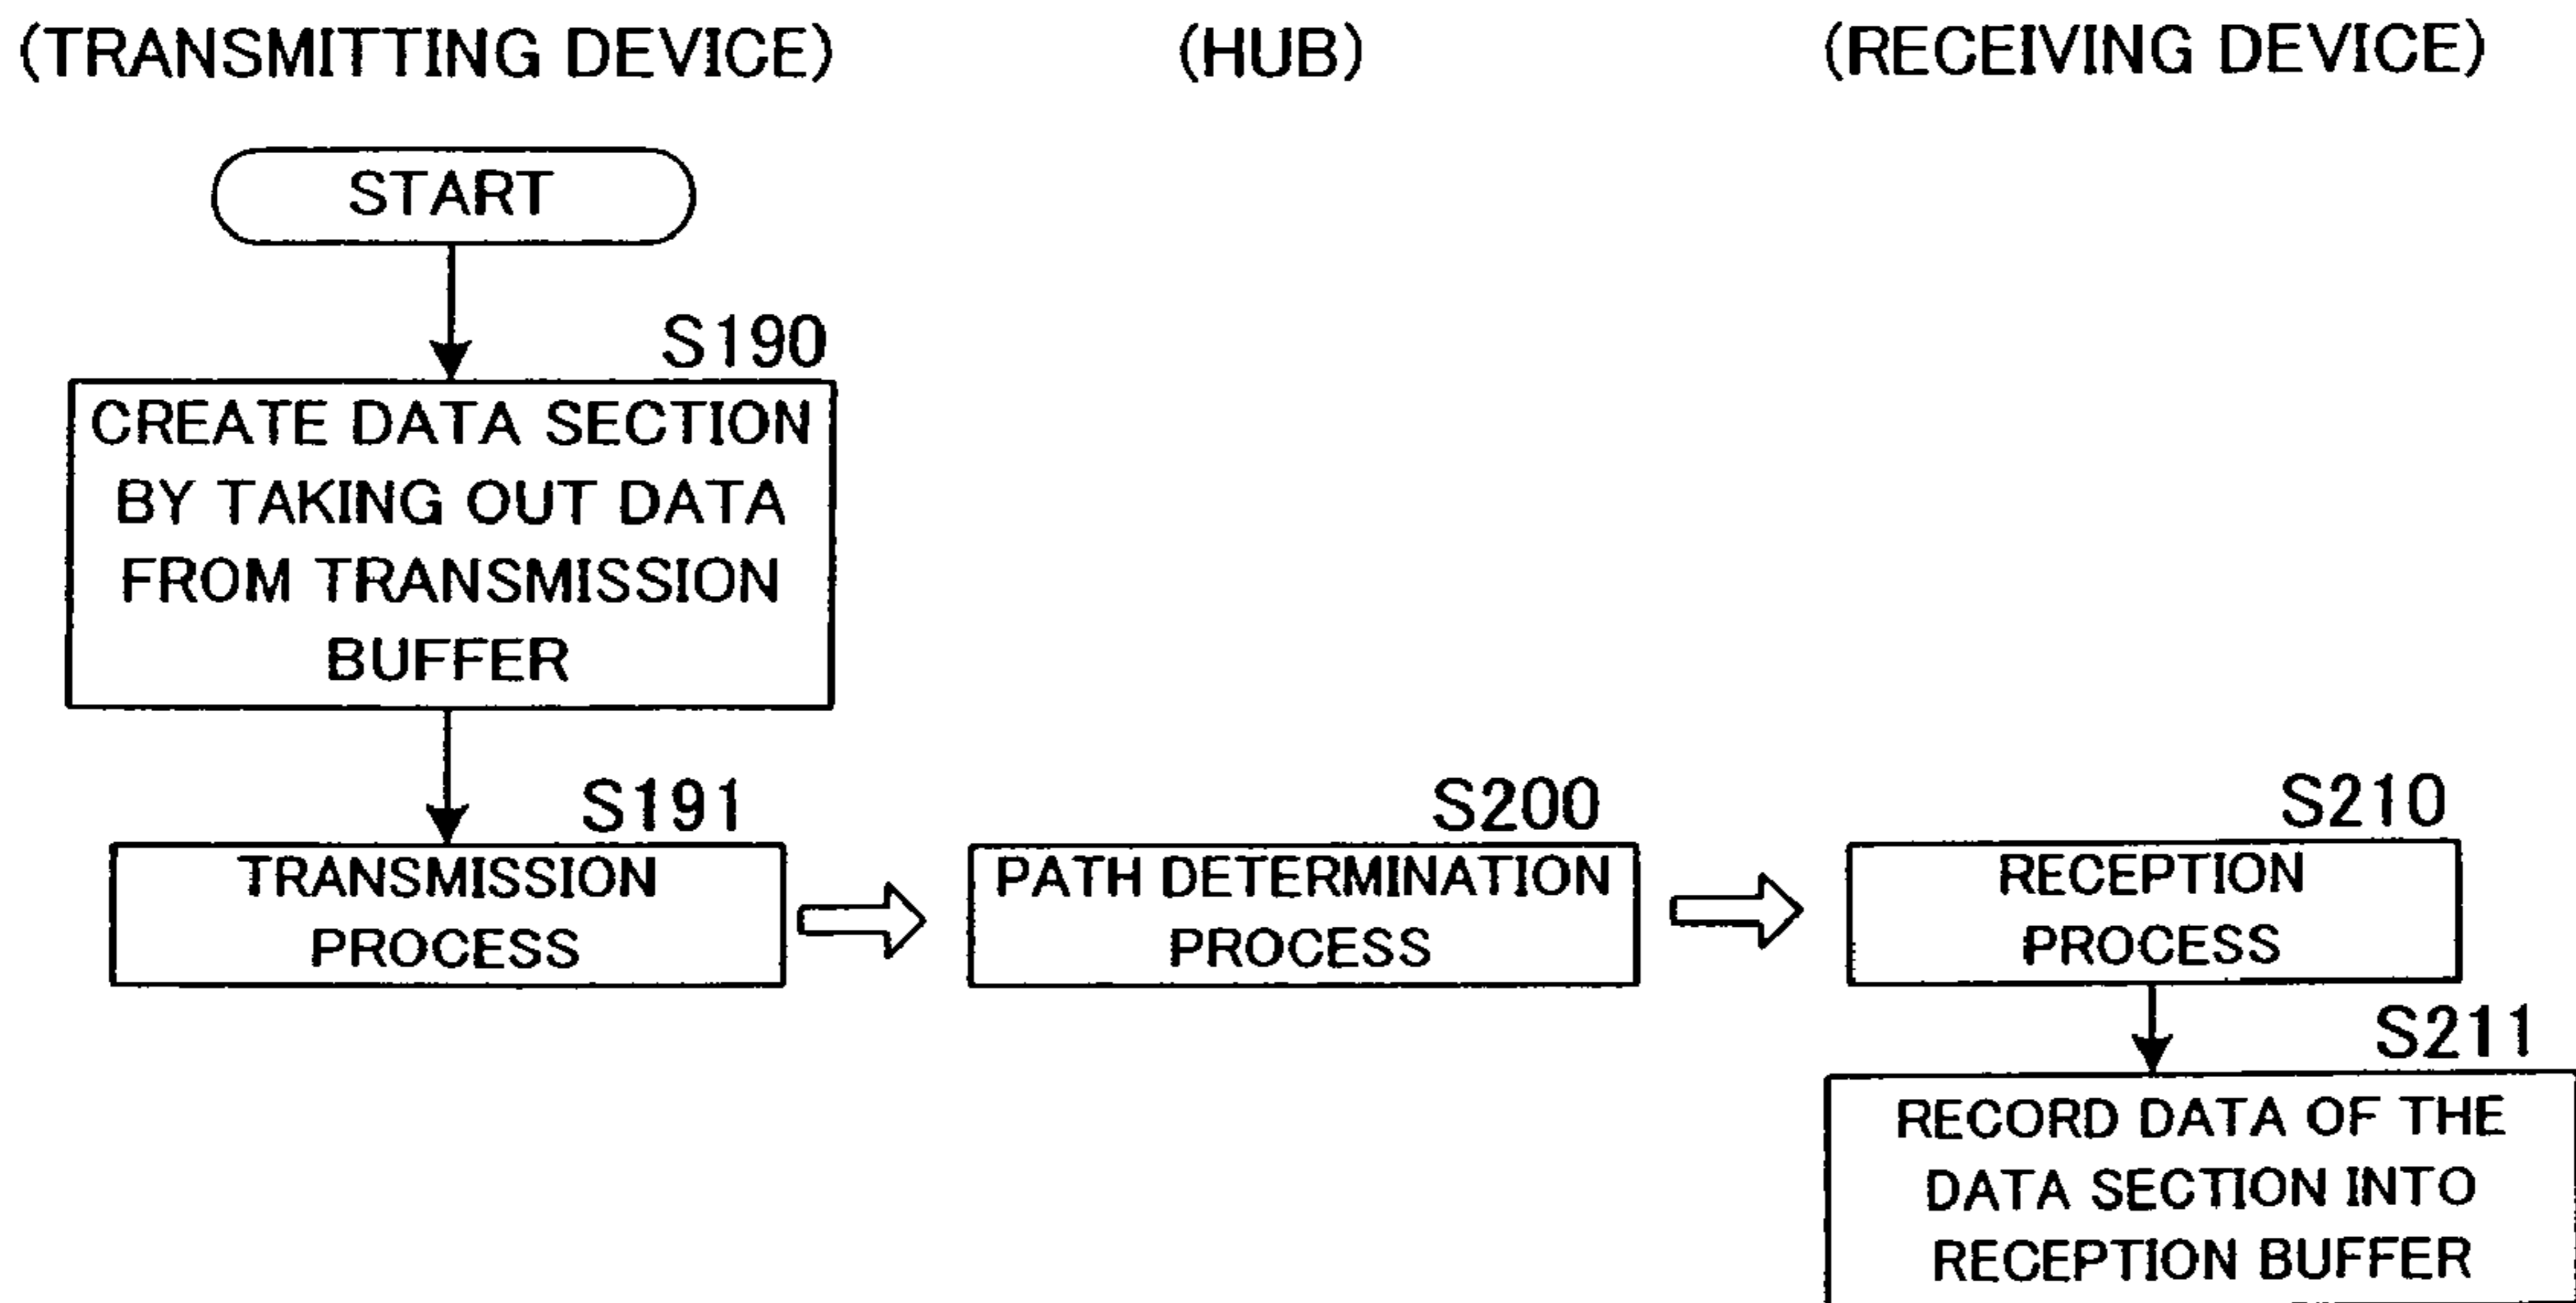 (TRANSMITTING DEVICE)
(HUB)
(RECEIVING DEVICE)
START
S190
CREATE DATA SECTION
BY TAKING OUT DATA
FROM TRANSMISSION
BUFFER
S191
TRANSMISSION
PROCESS
S200
PATH DETERMINATION
PROCESS
S210
RECEPTION
PROCESS
S211
RECORD DATA OF THE
DATA SECTION INTO
RECEPTION BUFFER